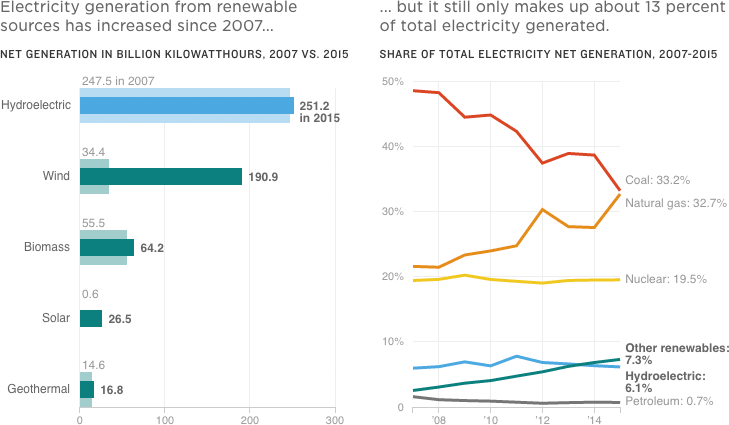 Electricity generation from renewable
sources has increased since 2007...
NET GENERATION IN BILLION KILOWATTHOURS, 2007 VS. 2015
247.5 in 2007
Hydroelectric
251.2
in 2015
34.4
Wind
190.9
55.5
Biomass
64.2
0.6
Solar
26.5
14.6
Geothermal
16.8
0
100
200
300
... but it still only makes up about 13 percent
of total electricity generated.
SHARE OF TOTAL ELECTRICITY NET GENERATION, 2007-2015
50%
40%
30%
20%
10%
0
Coal: 33.2%
Natural gas: 32.7%
Nuclear: 19.5%
Other renewables:
7.3%
Hydroelectric:
6.1%
Petroleum: 0.7%
'08
'10
'12
'14